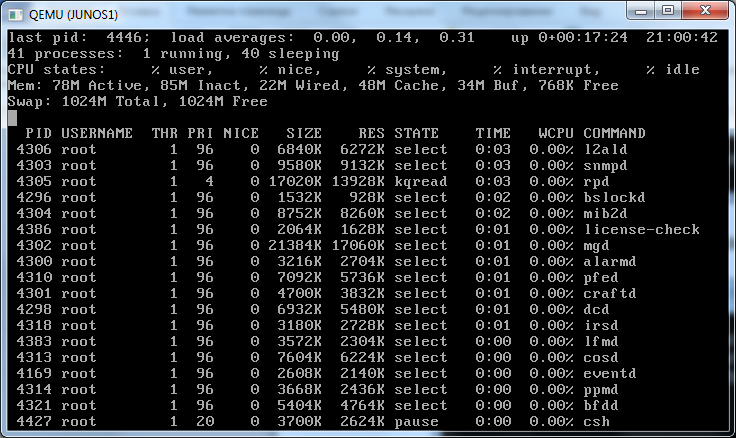 QEMU (JUNOS1)
last pid:  4446;  load averages:  0.00,  0.14,  0.31    up 0+00:17:24  21:00:42
41 processes:  1 running, 40 sleeping
CPU states:     % user,     % nice,     % system,     % interrupt,     % idle
Mem: 78M Active, 85M Inact, 22M Wired, 48M Cache, 34M Buf, 768K Free
Swap: 1024M Total, 1024M Free
PID USERNAME  THR PRI NICE   SIZE    RES STATE    TIME   WCPU COMMAND
4306 root        1  96    0  6840K  6272K select   0:03  0.00% l2ald
4303 root        1  96    0  9580K  9132K select   0:03  0.00% snmpd
4305 root        1   4    0 17020K 13928K kqread   0:03  0.00% rpd
4296 root        1  96    0  1532K   928K select   0:02  0.00% bslockd
4304 root        1  96    0  8752K  8260K select   0:02  0.00% mib2d
4386 root        1  96    0  2064K  1628K select   0:01  0.00% license-check
4302 root        1  96    0 21384K 17060K select   0:01  0.00% mgd
4300 root        1  96    0  3216K  2704K select   0:01  0.00% alarmd
4310 root        1  96    0  7092K  5736K select   0:01  0.00% pfed
4301 root        1  96    0  4700K  3832K select   0:01  0.00% craftd
4298 root        1  96    0  6932K  5480K select   0:01  0.00% dcd
4318 root        1  96    0  3180K  2728K select   0:01  0.00% irsd
4383 root        1  96    0  3572K  2304K select   0:00  0.00% lfmd
4313 root        1  96    0  7604K  6224K select   0:00  0.00% cosd
4169 root        1  96    0  2608K  2140K select   0:00  0.00% eventd
4314 root        1  96    0  3668K  2436K select   0:00  0.00% ppmd
4321 root        1  96    0  5404K  4764K select   0:00  0.00% bfdd
4427 root        1  20    0  3700K  2624K pause    0:00  0.00% csh